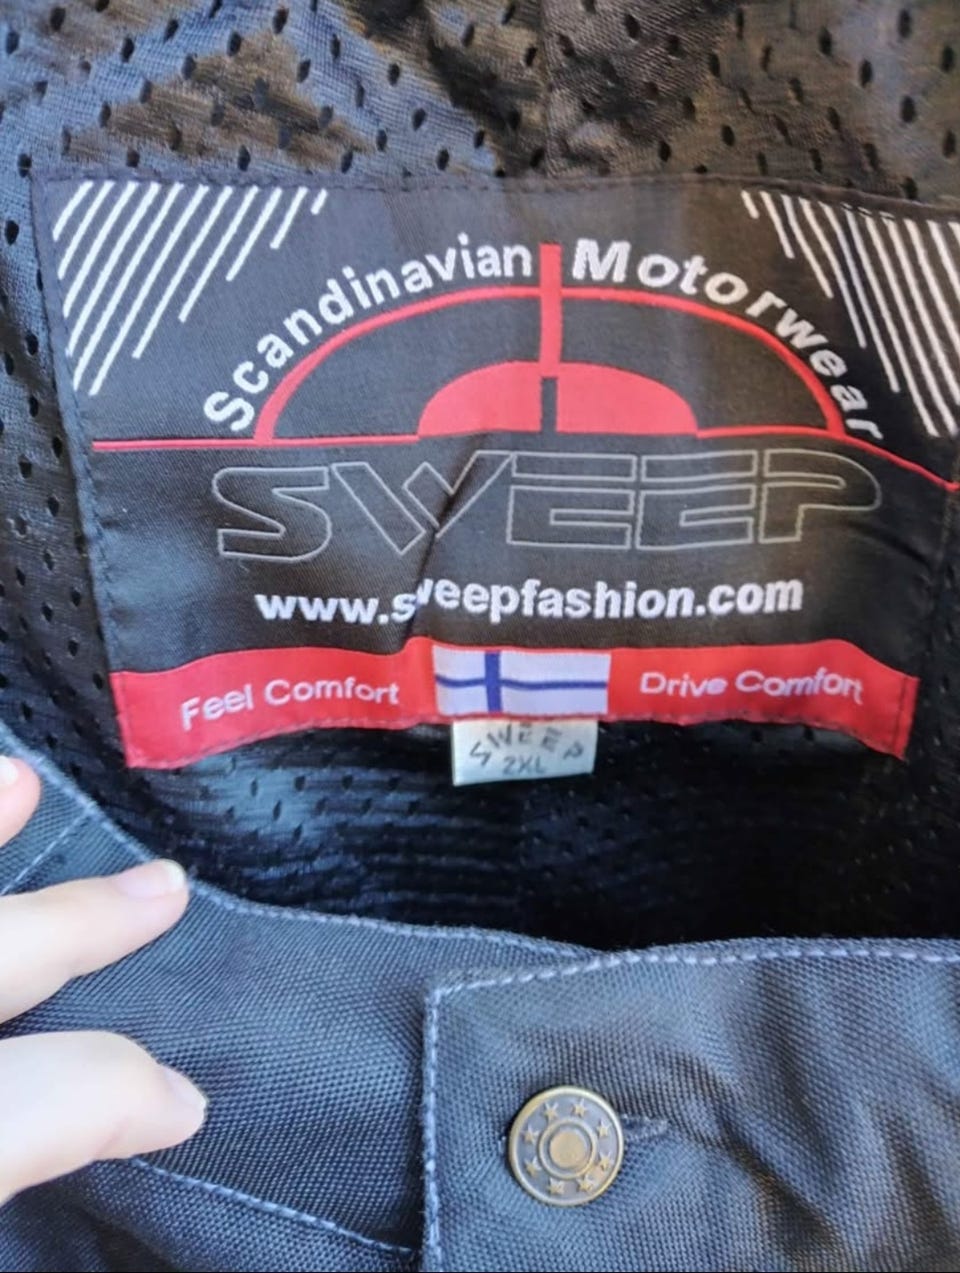 Scandinavian Motorwear
SWEEP
www.sweepfashion.com
Feel Comfort Drive Comfort
SWEEP
2XL